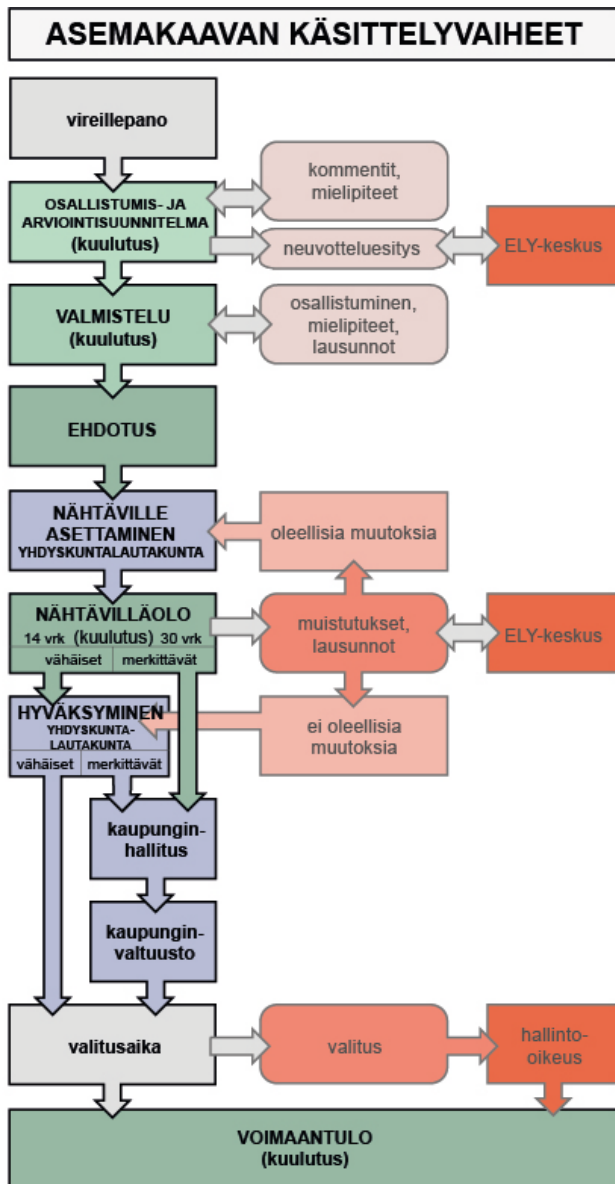 ASEMAKAAVAN KÄSITTELYVAIHEET
vireillepano
kommentit,
mielipiteet
OSALLISTUMIS- JA
ARVIOINTISUUNNITELMA
(kuulutus)
neuvotteluesitys
ELY-keskus
VALMISTELU
(kuulutus)
osallistuminen,
mielipiteet,
lausunnot
EHDOTUS
NÄHTÄVILLE
ASETTAMINEN
YHDYSKUNTALAUTAKUNTA
oleellisia muutoksia
NÄHTÄVILLÄOLO
14 vrk (kuulutus) 30 vrk
vähäiset merkittävät
muistutukset,
lausunnot
ELY-keskus
HYVÄKSYMINEN
YHDYSKUNTA-
LAUTAKUNTA
vähäiset merkittävät
ei oleellisia
muutoksia
kaupungin-
hallitus
kaupungin-
valtuusto
valitusaika
valitus
hallinto-
oikeus
VOIMAANTULO
(kuulutus)